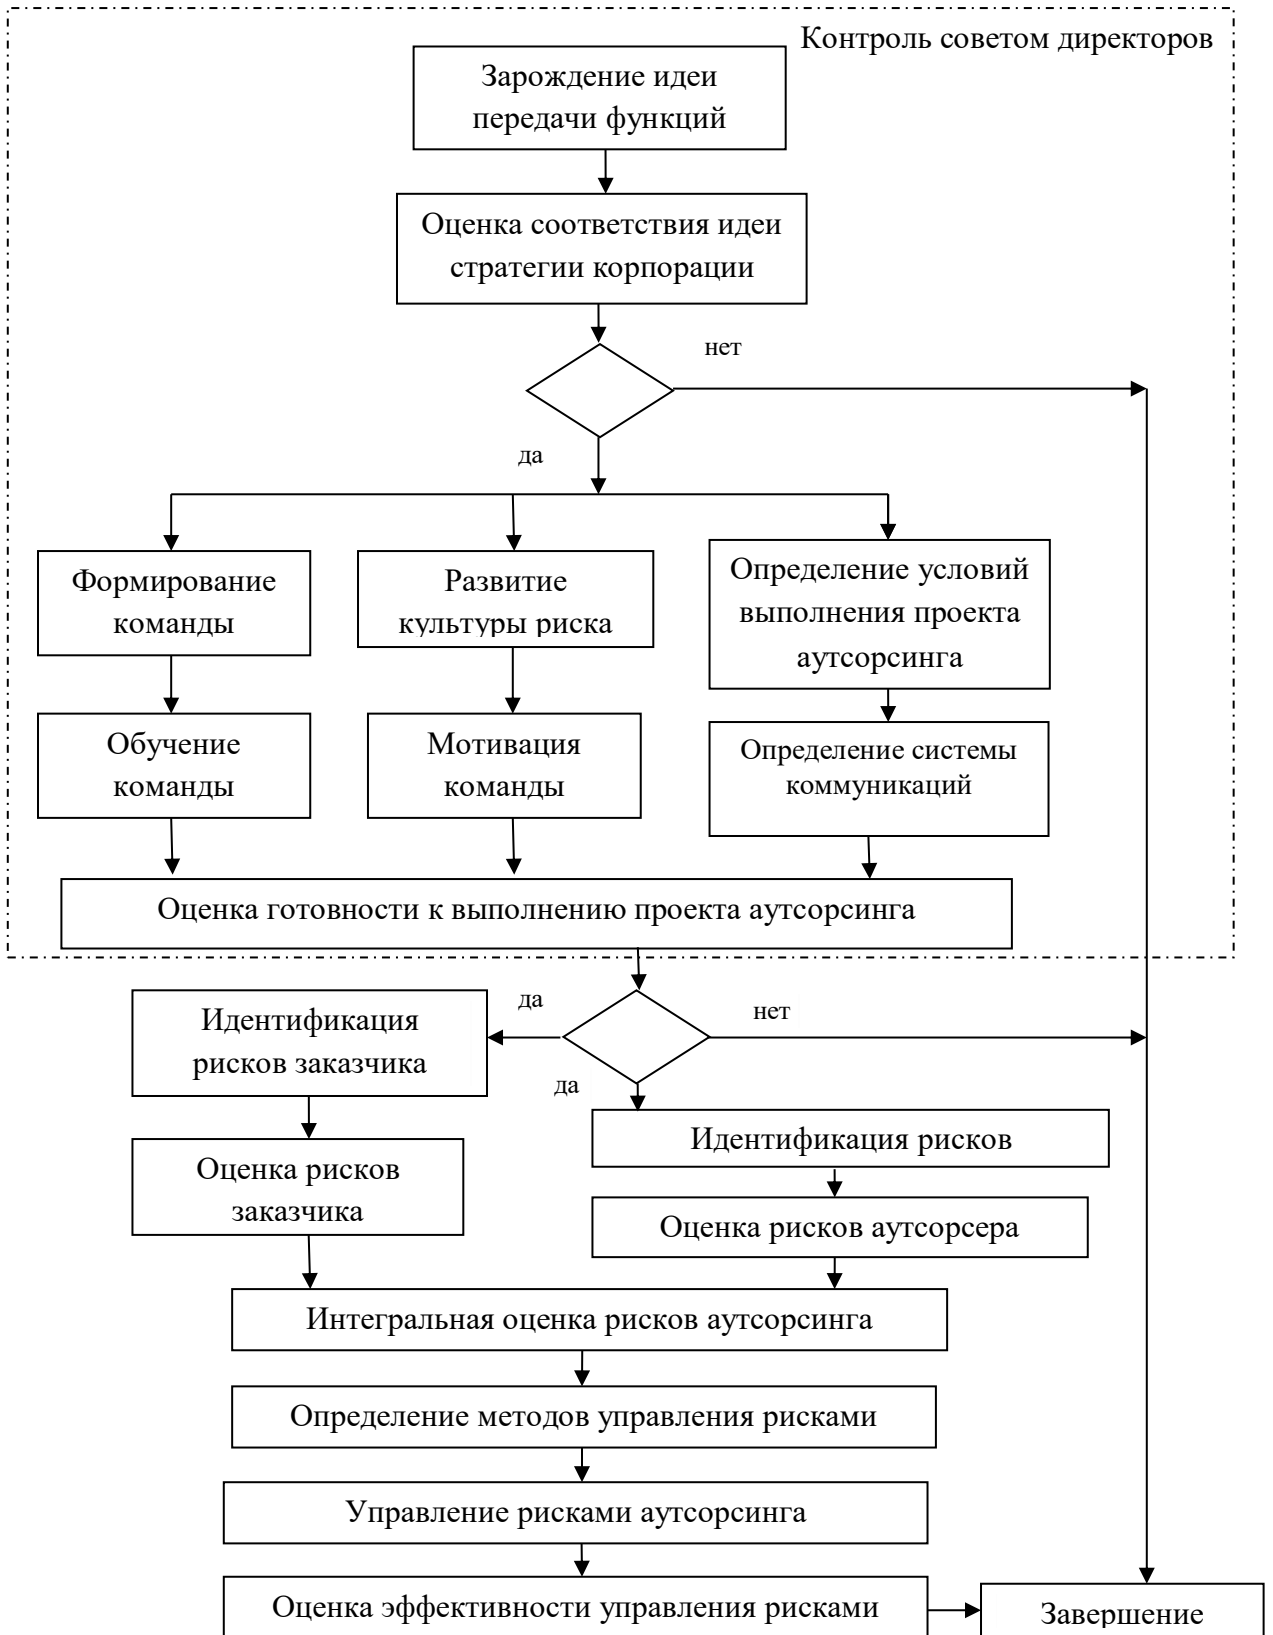 Контроль советом директоров
Зарождение идеи
передачи функций
Оценка соответствия идеи
стратегии корпорации
нет
да
Формирование
команды
Развитие
культуры риска
Определение условий
выполнения проекта
аутсорсинга
Обучение
команды
Мотивация
команды
Определение системы
коммуникаций
Оценка готовности к выполнению проекта аутсорсинга
да
нет
Идентификация
рисков заказчика
да
Идентификация рисков
Оценка рисков
заказчика
Оценка рисков аутсорсера
Интегральная оценка рисков аутсорсинга
Определение методов управления рисками
Управление рисками аутсорсинга
Оценка эффективности управления рисками
Завершение